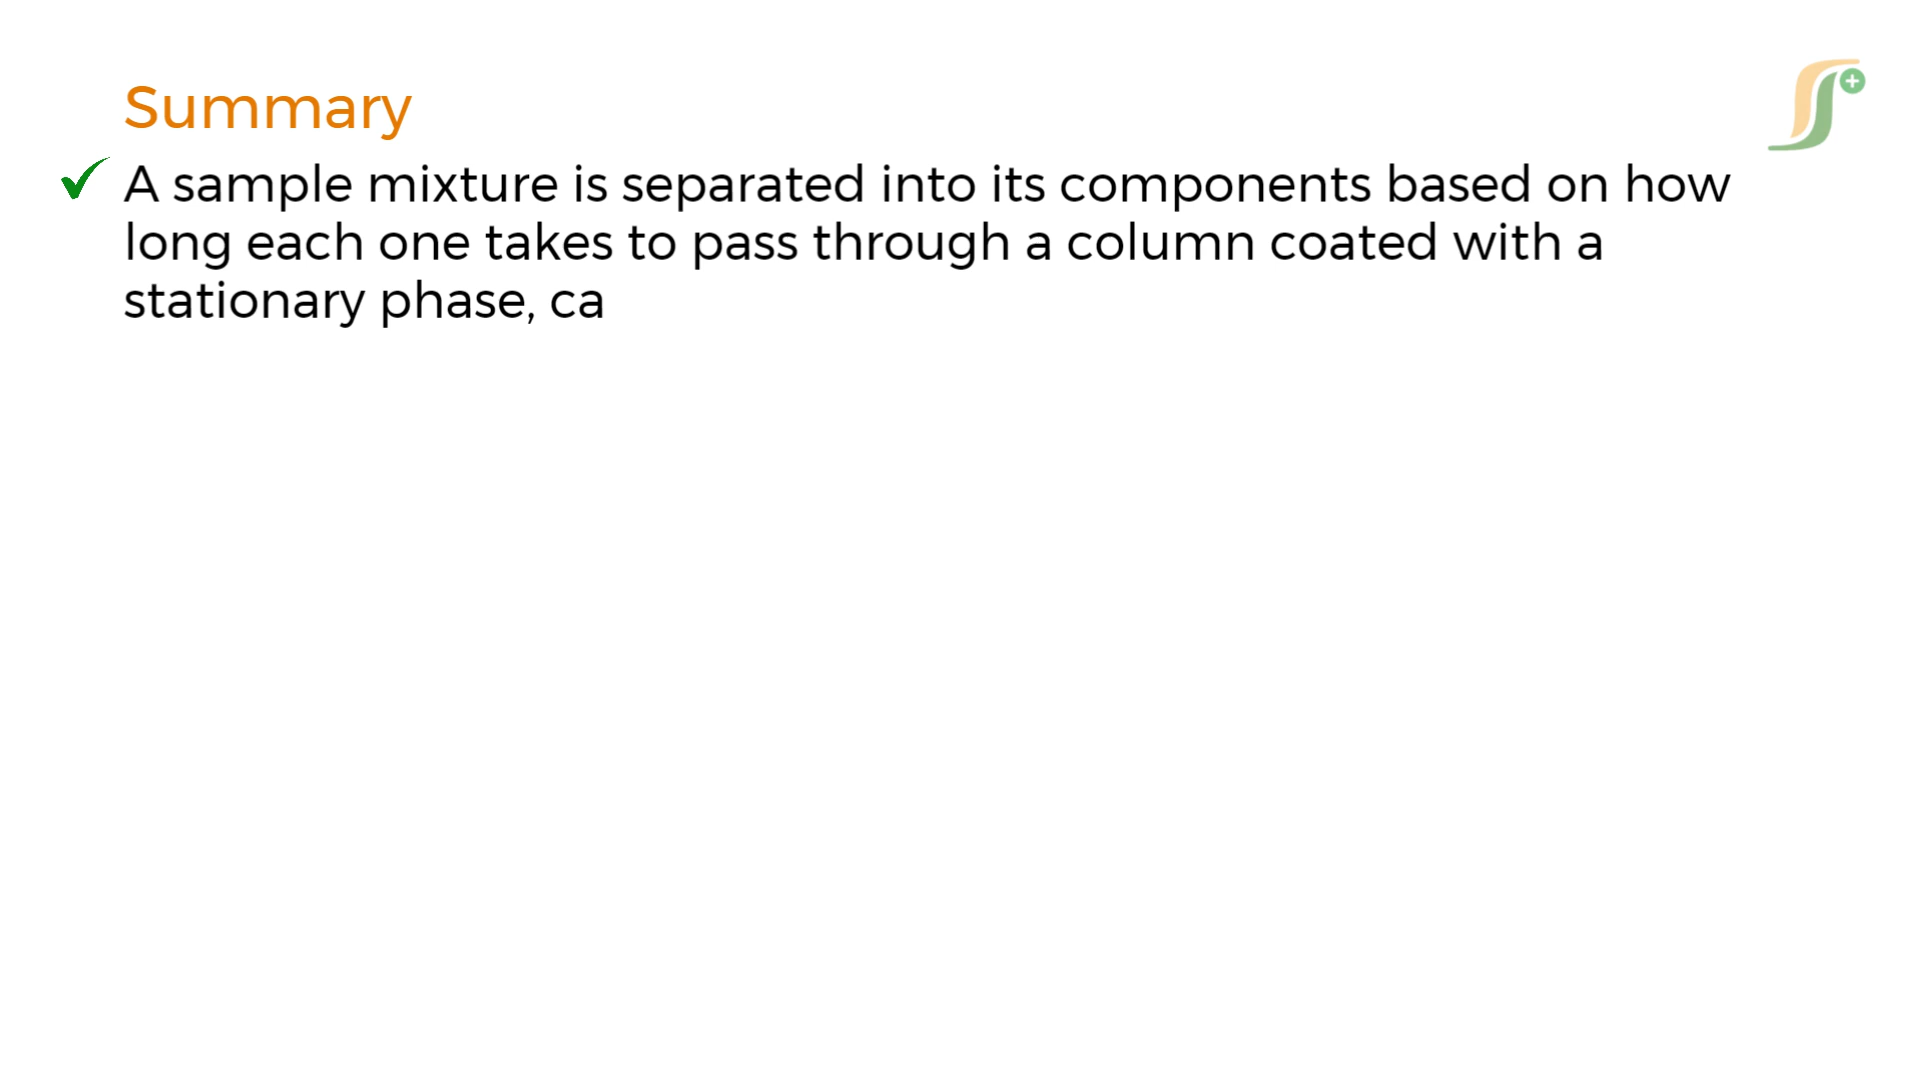 Summary
A sample mixture is separated into its components based on how
long each one takes to pass through a column coated with a
stationary phase, ca